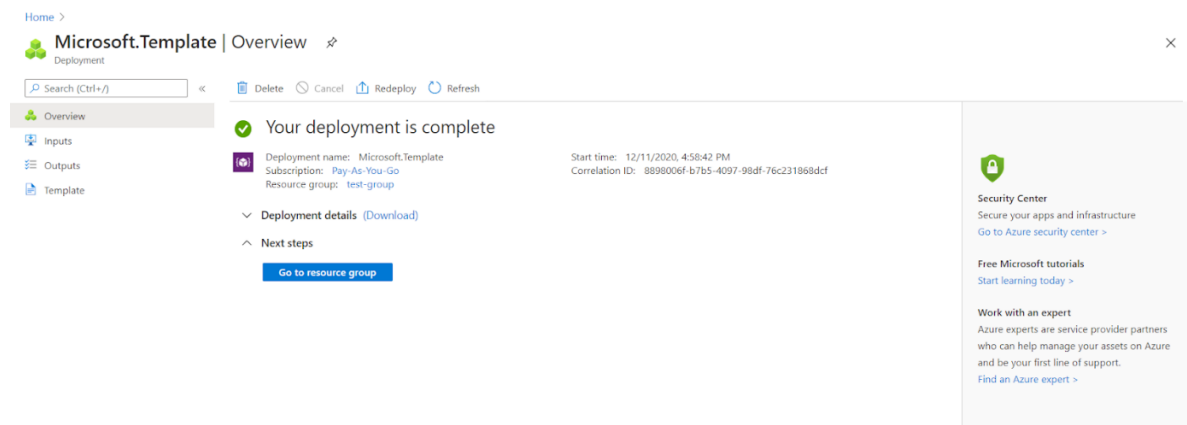 Home >
Microsoft.Template | Overview
Deployment
Search (Ctrl+/)
«
Overview
Inputs
Outputs
Template
Delete Cancel Redeploy Refresh
Your deployment is complete
Deployment name: Microsoft.Template
Subscription: Pay-As-You-Go
Resource group: test-group
Start time: 12/11/2020, 4:58:42 PM
Correlation ID: 8898006f-b7b5-4097-98df-76c231868dcf
Deployment details (Download)
Next steps
Go to resource group
Security Center
Secure your apps and infrastructure
Go to Azure security center >
Free Microsoft tutorials
Start learning today >
Work with an expert
Azure experts are service provider partners
who can help manage your assets on Azure
and be your first line of support.
Find an Azure expert >